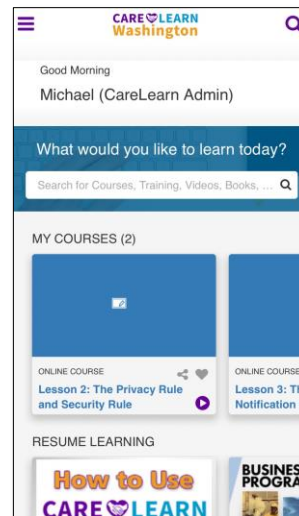 CARE LEARN
Washington
Good Morning
Michael (CareLearn Admin)
What would you like to learn today?
Search for Courses, Training, Videos, Books, ...
MY COURSES (2)
ONLINE COURSE
Lesson 2: The Privacy Rule
and Security Rule
ONLINE COURSE
Lesson 3: Th
Notification
RESUME LEARNING
How to Use
CARE LEARN
BUSINES
PROGRA